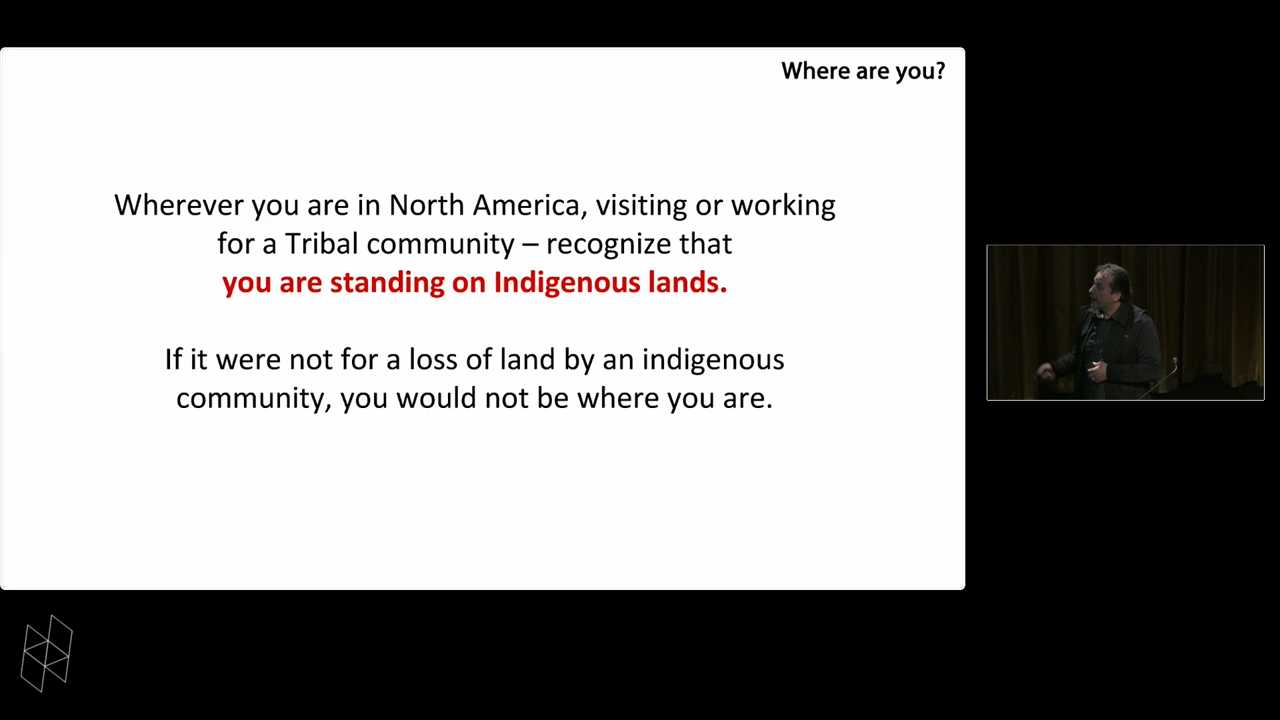 Where are you?
Wherever you are in North America, visiting or working
for a Tribal community – recognize that
you are standing on Indigenous lands.
If it were not for a loss of land by an indigenous
community, you would not be where you are.